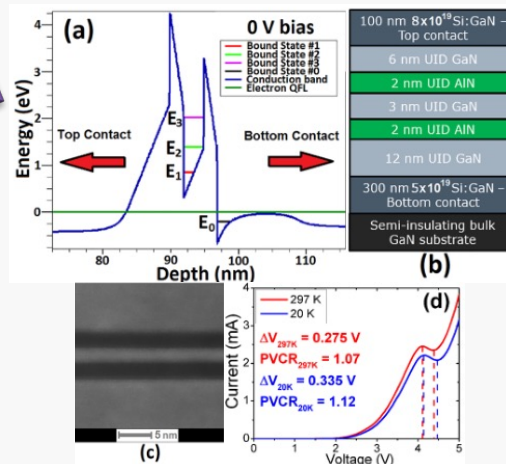 (a)
0 V bias
Bound State #1
Bound State #2
Bound State #3
Bound State #0
Conduction band
Electron QFL
Energy (eV)
4
3
2
1
0
Top Contact
Bottom Contact
E3
E2
E1
E0
80
90
100
110
Depth (nm)
100 nm 8x10¹⁹Si:GaN –
Top contact
6 nm UID GaN
2 nm UID AlN
3 nm UID GaN
2 nm UID AlN
12 nm UID GaN
300 nm 5x10¹⁹Si:GaN–
Bottom contact
Semi-insulating bulk
GaN substrate
(b)
5 nm
(c)
(d)
297 K
20 K
ΔV297K = 0.275 V
PVCR297K = 1.07
ΔV20K = 0.335 V
PVCR20K = 1.12
Current (mA)
4
3
2
1
0
0
1
2
3
4
5
Voltage (V)